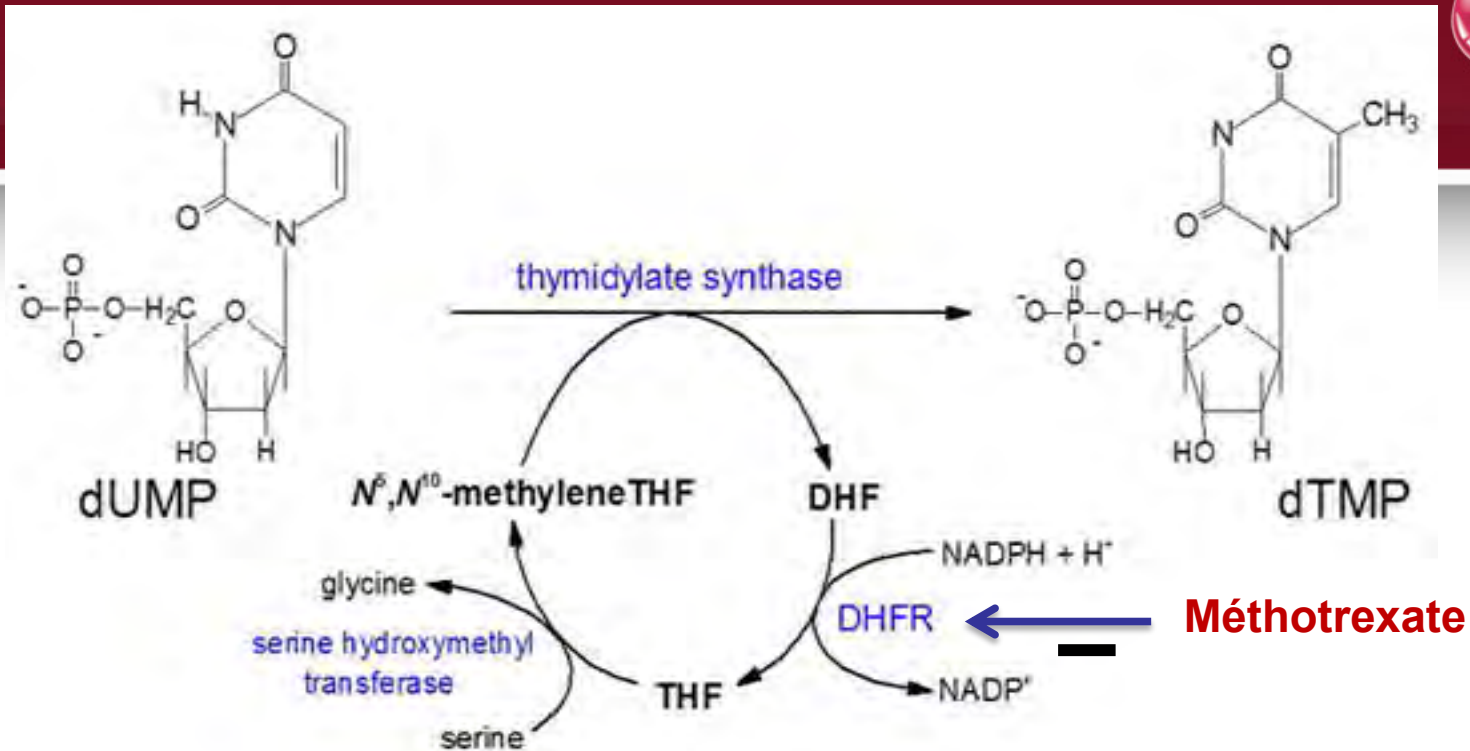 O
O
H
N
CH₃
N
O
N
O
N
O
⁻O–P–O–H₂C
O
O⁻
thymidylate synthase
O
⁻O–P–O–H₂C
O
O⁻
HO H
HO H
dUMP
N⁵,N¹⁰-methyleneTHF
DHF
dTMP
NADPH + H⁺
glycine
DHFR
Méthotrexate
serine hydroxymethyl
transferase
THF
NADP⁺
serine